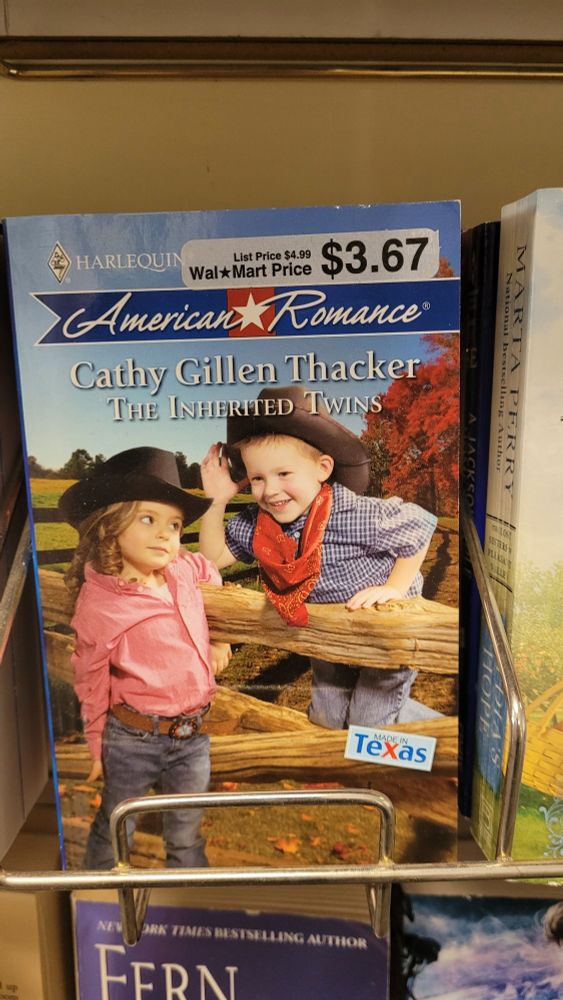 HARLEQUIN
List Price $4.99
Wal★Mart Price $3.67
American★Romance®
Cathy Gillen Thacker
THE INHERITED TWINS
MADE IN
Texas
MARTA PERRY
National Bestselling Author
A JACKSON
NEW YORK TIMES BESTSELLING AUTHOR
FERN